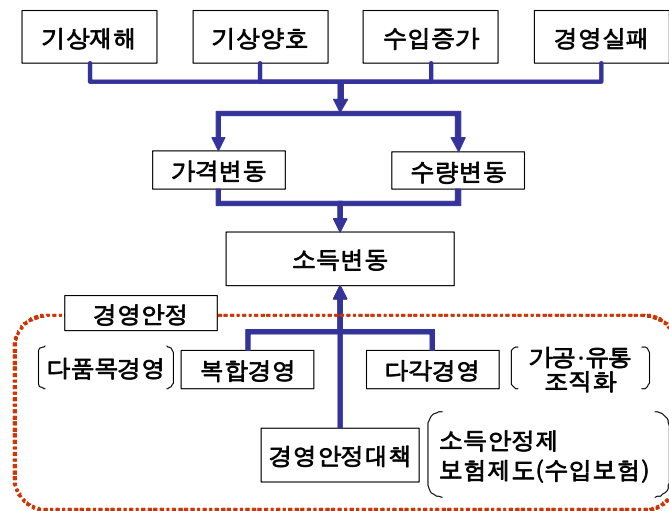 기상재해
기상양호
수입증가
경영실패
가격변동
수량변동
소득변동
경영안정
다품목경영
복합경영
다각경영
가공·유통
조직화
경영안정대책
소득안정제
보험제도(수입보험)